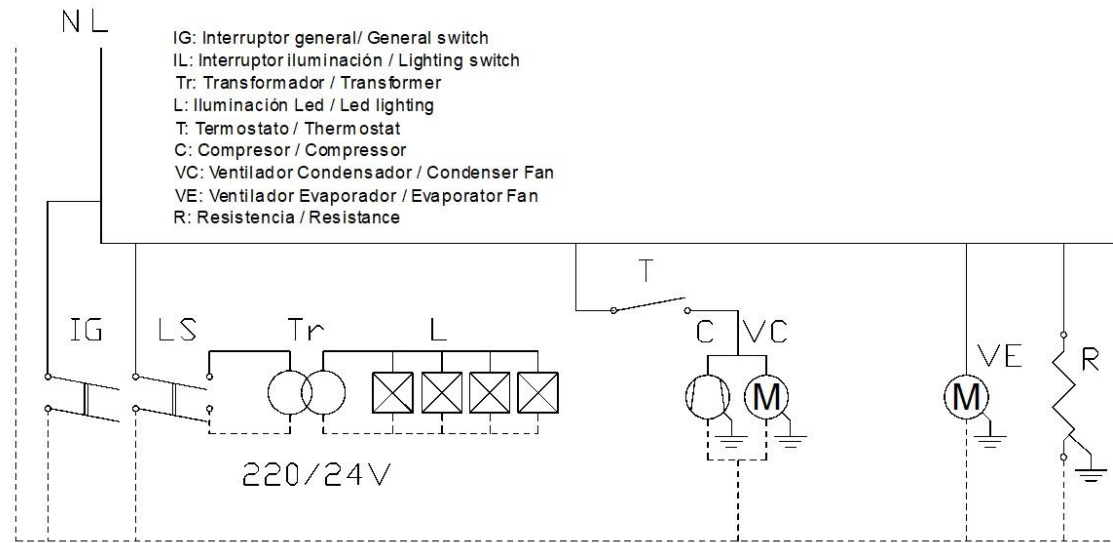 N L
IG: Interruptor general/ General switch
IL: Interruptor iluminación / Lighting switch
Tr: Transformador / Transformer
L: Iluminación Led / Led lighting
T: Termostato / Thermostat
C: Compresor / Compressor
VC: Ventilador Condensador / Condenser Fan
VE: Ventilador Evaporador / Evaporator Fan
R: Resistencia / Resistance
T
IG LS Tr L C VC VE R
M M
220/24V